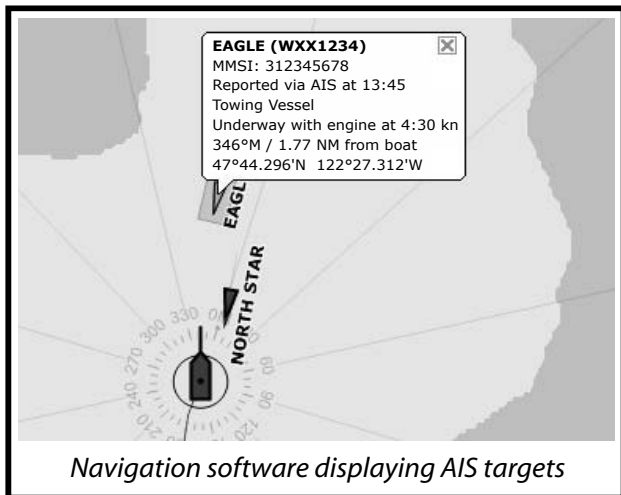 EAGLE (WXX1234)
MMSI: 312345678
Reported via AIS at 13:45
Towing Vessel
Underway with engine at 4:30 kn
346°M / 1.77 NM from boat
47°44.296'N 122°27.312'W
EAGL
NORTH STAR
330
300
270
240
210
60
90
120
Navigation software displaying AIS targets